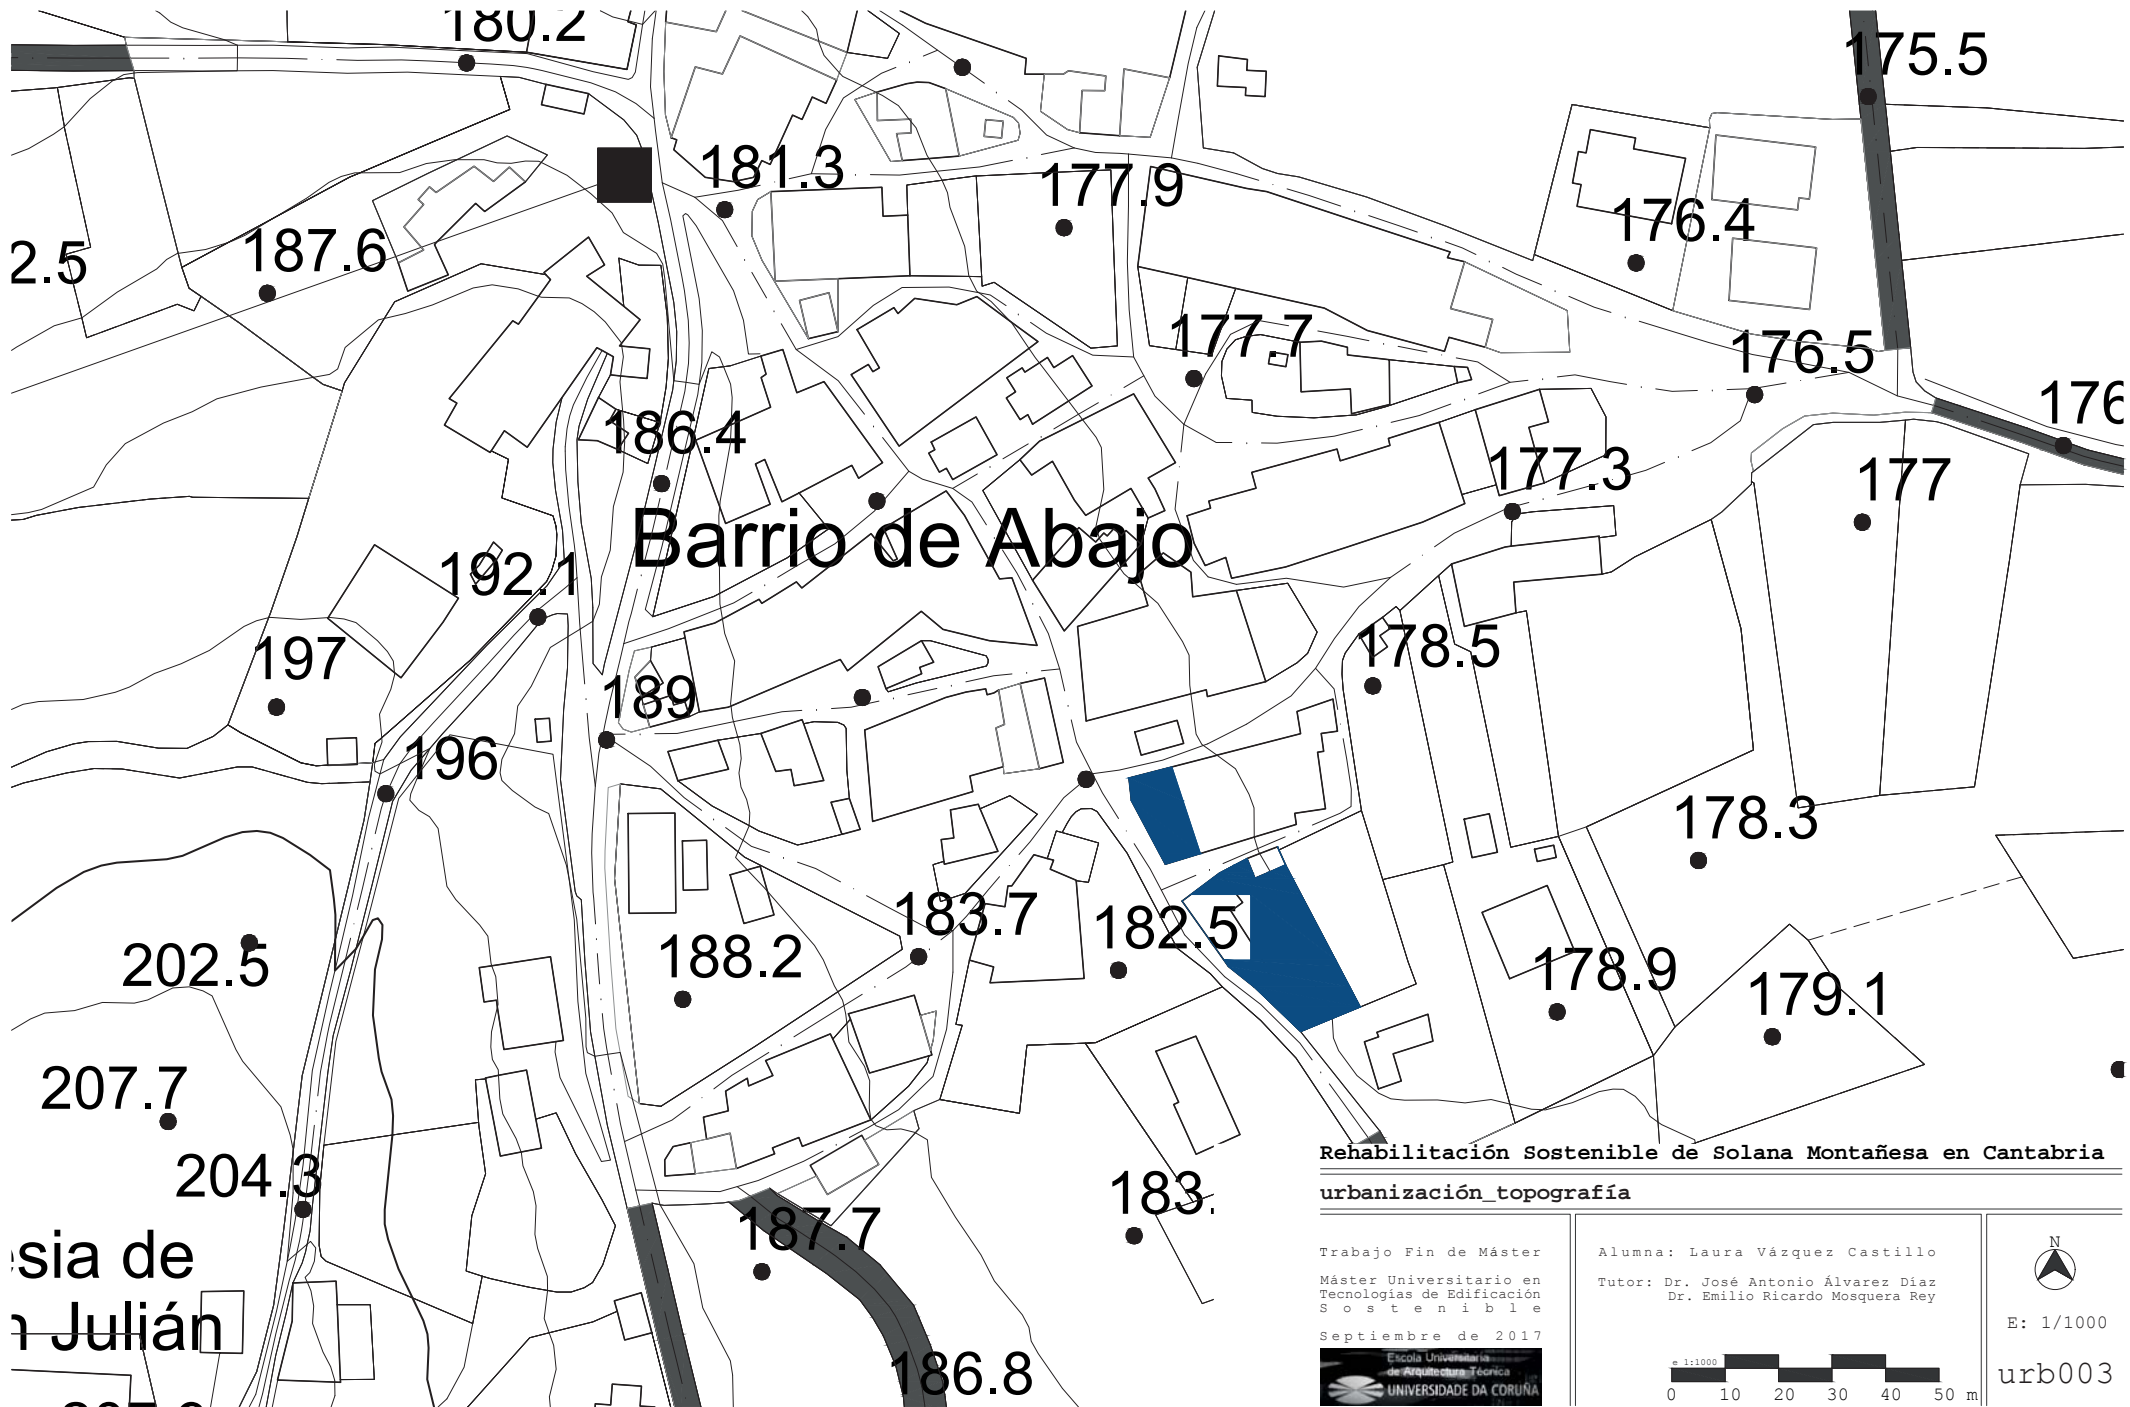 180.2
175.5
181.3
177.9
176.4
187.6
2.5
177.7
176.5
176
186.4
177.3
177
Barrio de Abajo
192.1
178.5
197
189
196
178.3
183.7
182.5
188.2
202.5
178.9
179.1
207.7
204.3
183.
187.7
186.8
sia de
Julián
Rehabilitación Sostenible de Solana Montañesa en Cantabria
urbanización_topografía
Trabajo Fin de Máster
Máster Universitario en
Tecnologías de Edificación
Sostenible
Septiembre de 2017
Escola Universitaria
de Arquitectura Técnica
UNIVERSIDADE DA CORUÑA
Alumna: Laura Vázquez Castillo
Tutor: Dr. José Antonio Álvarez Díaz
Dr. Emilio Ricardo Mosquera Rey
e 1:1000
0 10 20 30 40 50 m
N
E: 1/1000
urb003